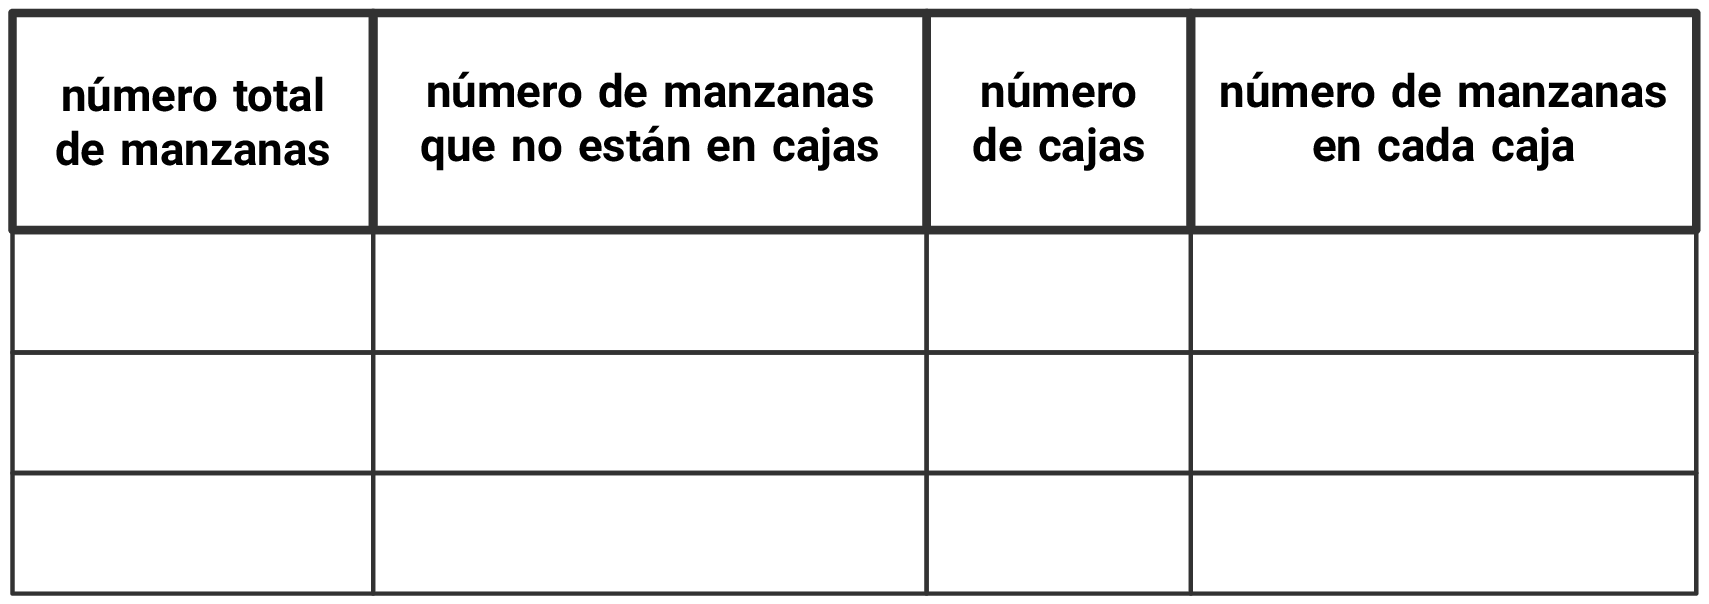 número total
de manzanas
número de manzanas
que no están en cajas
número
de cajas
número de manzanas
en cada caja